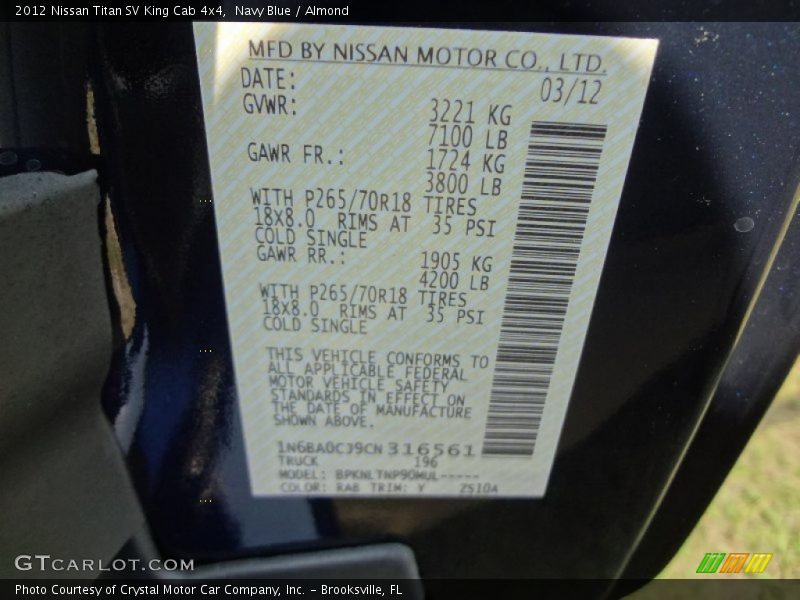 2012 Nissan Titan SV King Cab 4x4, Navy Blue / Almond
MFD BY NISSAN MOTOR CO., LTD.
DATE: 03/12
GVWR: 3221 KG
7100 LB
GAWR FR.: 1724 KG
3800 LB
WITH P265/70R18 TIRES
18X8.0 RIMS AT 35 PSI
COLD SINGLE
GAWR RR.: 1905 KG
4200 LB
WITH P265/70R18 TIRES
18X8.0 RIMS AT 35 PSI
COLD SINGLE
THIS VEHICLE CONFORMS TO
ALL APPLICABLE FEDERAL
MOTOR VEHICLE SAFETY
STANDARDS IN EFFECT ON
THE DATE OF MANUFACTURE
SHOWN ABOVE.
1N6BA0CJ9CN316561
TRUCK 196
MODEL: BPKNLTNP90MUL-----
COLOR: RAB TRIM: Y 2510A
GTCARLOT.COM
Photo Courtesy of Crystal Motor Car Company, Inc. – Brooksville, FL